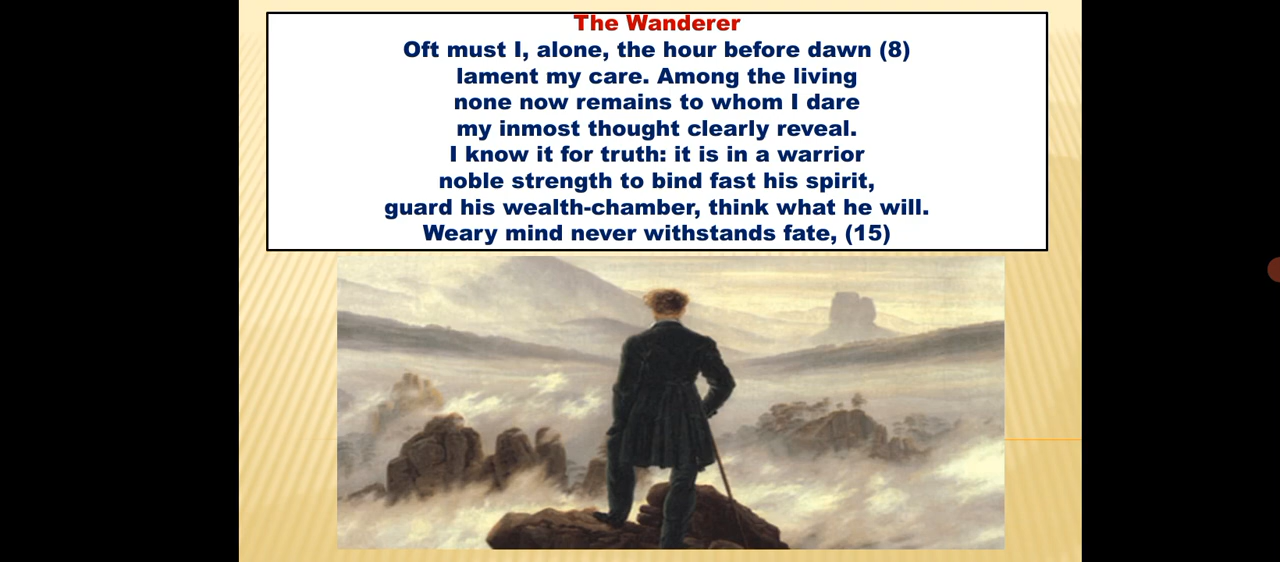 The Wanderer
Oft must I, alone, the hour before dawn (8)
lament my care. Among the living
none now remains to whom I dare
my inmost thought clearly reveal.
I know it for truth: it is in a warrior
noble strength to bind fast his spirit,
guard his wealth-chamber, think what he will.
Weary mind never withstands fate, (15)